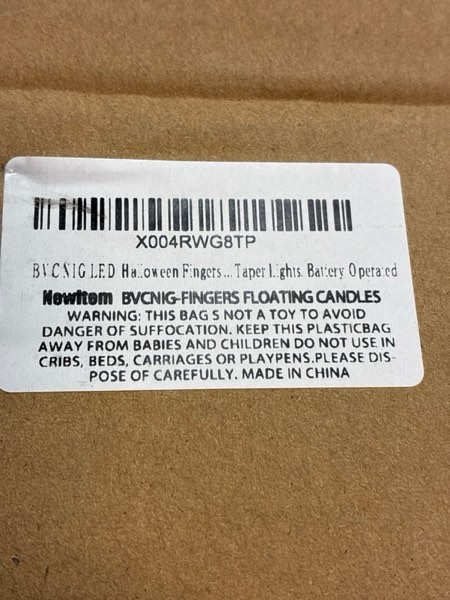 X004RWG8TP
BVCNIG LED Halloween Fingers... Taper Lights. Battery Operated
NewItem BVCNIG-FINGERS FLOATING CANDLES
WARNING: THIS BAG S NOT A TOY TO AVOID
DANGER OF SUFFOCATION. KEEP THIS PLASTICBAG
AWAY FROM BABIES AND CHILDREN DO NOT USE IN
CRIBS, BEDS, CARRIAGES OR PLAYPENS.PLEASE DIS-
POSE OF CAREFULLY. MADE IN CHINA